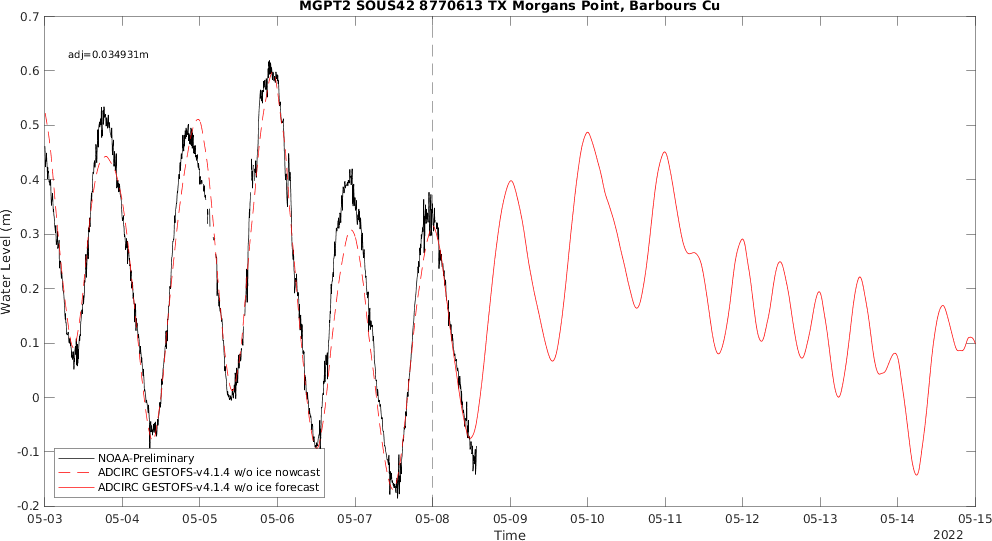 MGPT2 SOUS42 8770613 TX Morgans Point, Barbours Cu
adj=0.034931m
Water Level (m)
0.7
0.6
0.5
0.4
0.3
0.2
0.1
0
-0.1
-0.2
NOAA-Preliminary
ADCIRC GESTOFS-v4.1.4 w/o ice nowcast
ADCIRC GESTOFS-v4.1.4 w/o ice forecast
05-03 05-04 05-05 05-06 05-07 05-08 05-09 05-10 05-11 05-12 05-13 05-14 05-15
Time
2022